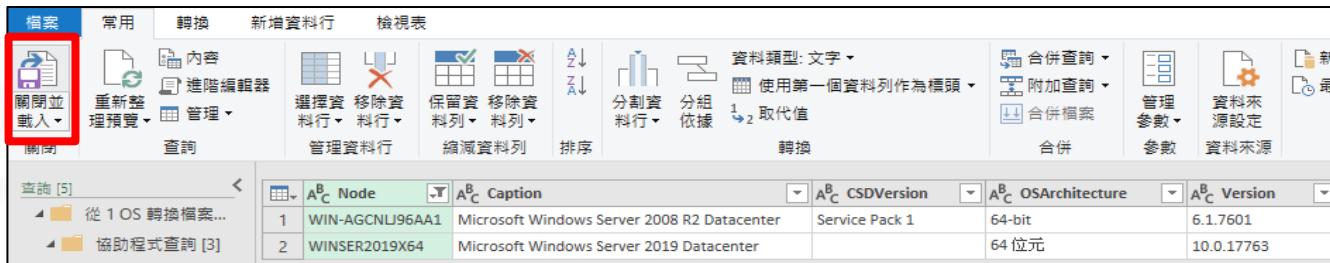 檔案 常用 轉換 新增資料行 檢視表
關閉並載入
重新整理預覽
內容
進階編輯器
管理
選擇資料行
移除資料行
保留資料列
移除資料列
分割資料行
分組依據
資料類型: 文字
使用第一個資料列作為標頭
1 2 取代值
合併查詢
附加查詢
合併檔案
管理參數
資料來源設定
新
最
關閉 查詢 管理資料行 縮減資料列 排序 轉換 合併 參數 資料來源
查詢 [5]
從 1 OS 轉換檔案...
協助程式查詢 [3]
ABC Node ABC Caption ABC CSDVersion ABC OSArchitecture ABC Version
1 WIN-AGCNLJ96AA1 Microsoft Windows Server 2008 R2 Datacenter Service Pack 1 64-bit 6.1.7601
2 WINSER2019X64 Microsoft Windows Server 2019 Datacenter 64 位元 10.0.17763